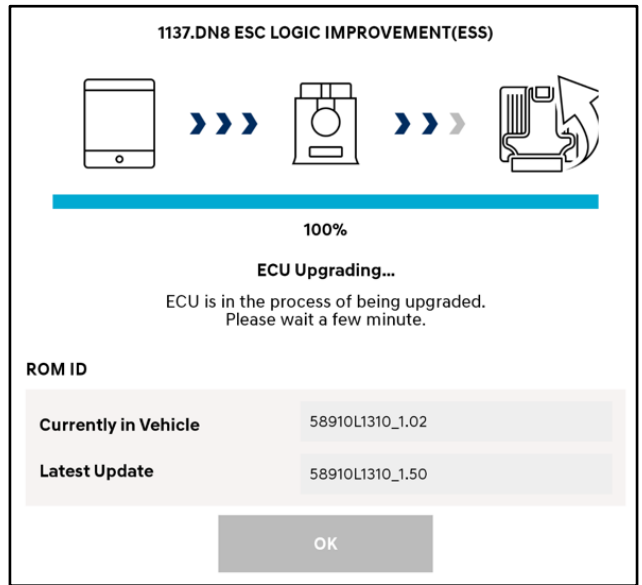 1137.DN8 ESC LOGIC IMPROVEMENT(ESS)
100%
ECU Upgrading...
ECU is in the process of being upgraded.
Please wait a few minute.
ROM ID
Currently in Vehicle 58910L1310_1.02
Latest Update 58910L1310_1.50
OK